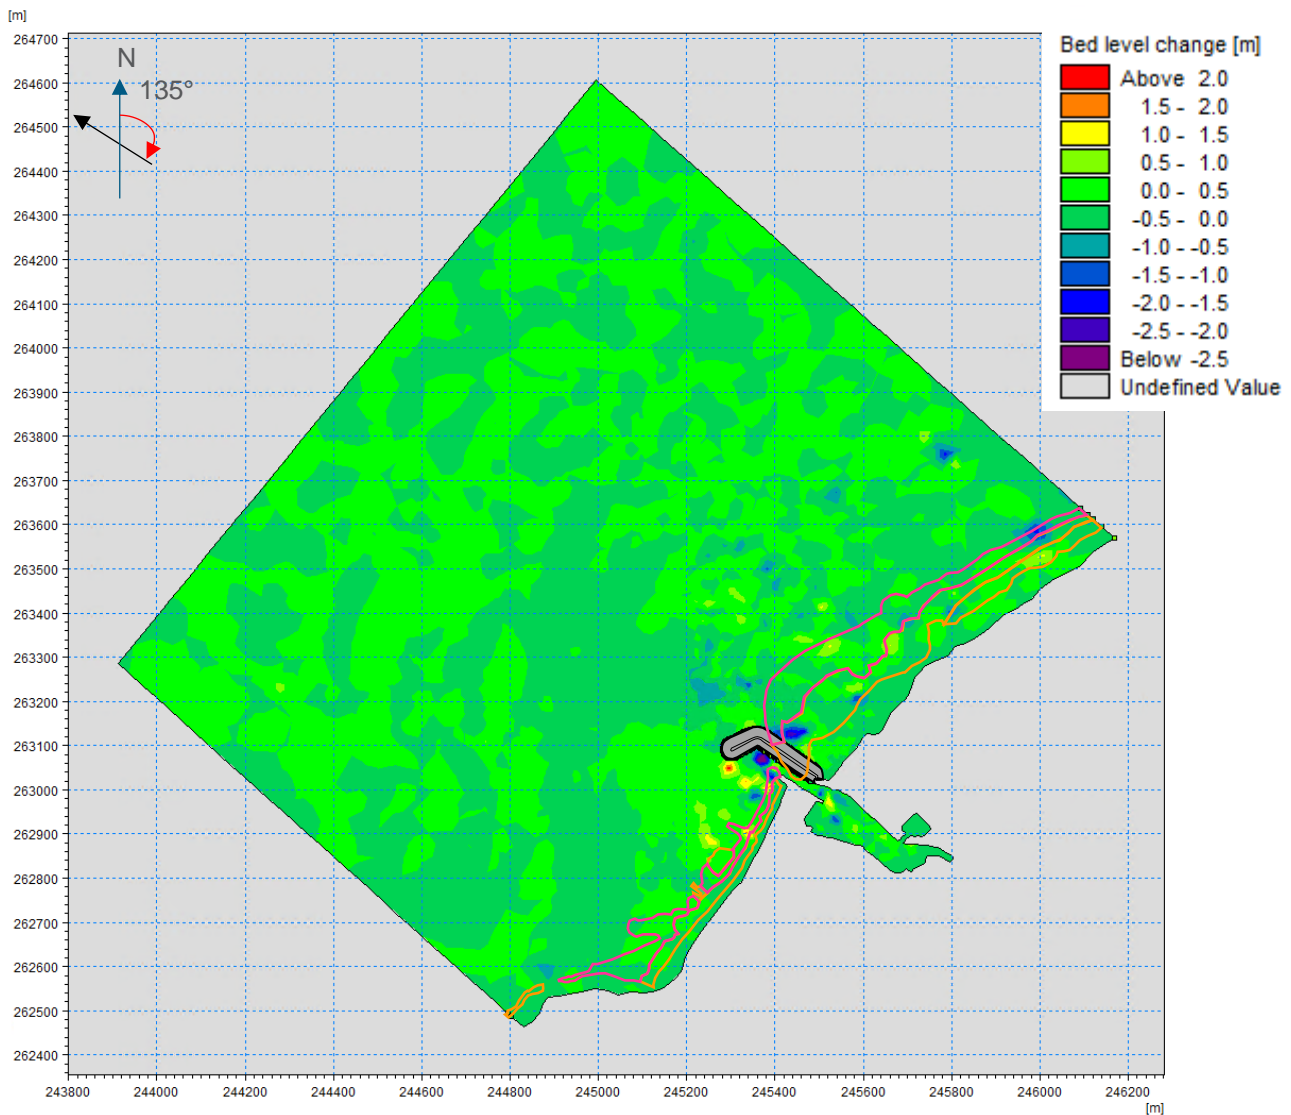 [m]
264700
264600
264500
264400
264300
264200
264100
264000
263900
263800
263700
263600
263500
263400
263300
263200
263100
263000
262900
262800
262700
262600
262500
262400
N
135°
Bed level change [m]
Above 2.0
1.5 - 2.0
1.0 - 1.5
0.5 - 1.0
0.0 - 0.5
-0.5 - 0.0
-1.0 - -0.5
-1.5 - -1.0
-2.0 - -1.5
-2.5 - -2.0
Below -2.5
Undefined Value
243800 244000 244200 244400 244600 244800 245000 245200 245400 245600 245800 246000 246200
[m]